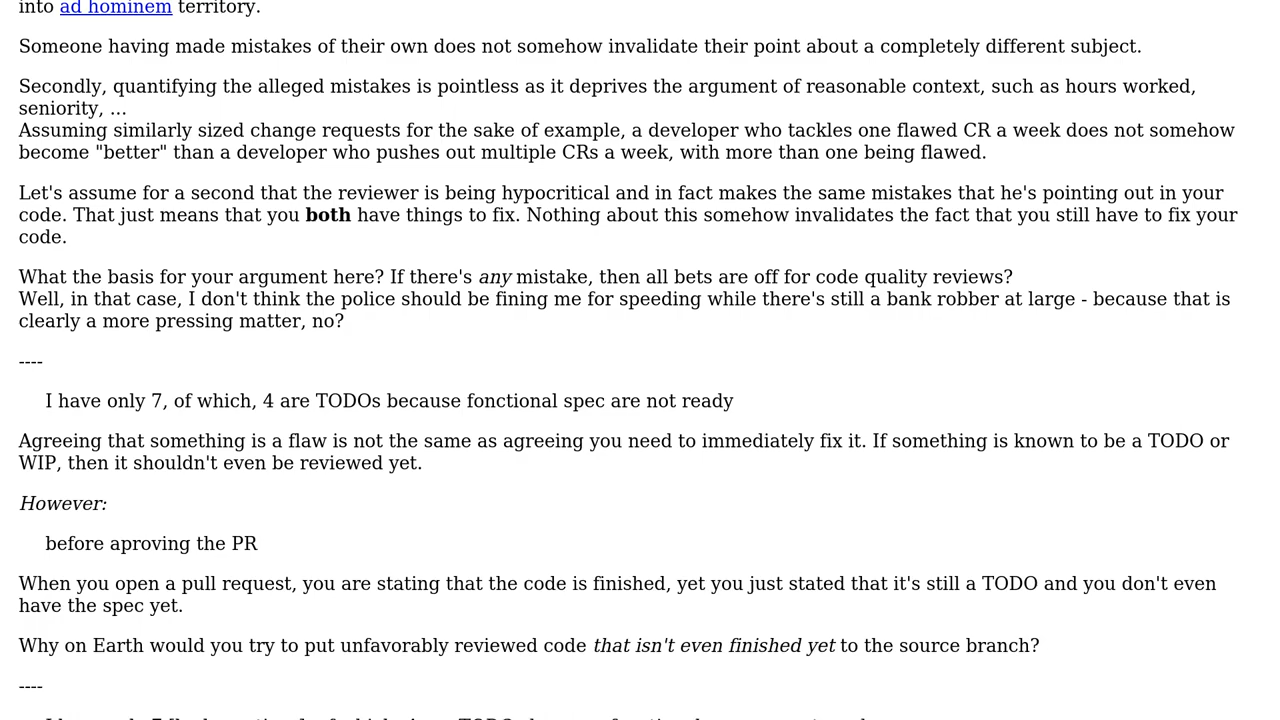 into ad hominem territory.
Someone having made mistakes of their own does not somehow invalidate their point about a completely different subject.
Secondly, quantifying the alleged mistakes is pointless as it deprives the argument of reasonable context, such as hours worked,
seniority, ...
Assuming similarly sized change requests for the sake of example, a developer who tackles one flawed CR a week does not somehow
become "better" than a developer who pushes out multiple CRs a week, with more than one being flawed.
Let's assume for a second that the reviewer is being hypocritical and in fact makes the same mistakes that he's pointing out in your
code. That just means that you both have things to fix. Nothing about this somehow invalidates the fact that you still have to fix your
code.
What the basis for your argument here? If there's any mistake, then all bets are off for code quality reviews?
Well, in that case, I don't think the police should be fining me for speeding while there's still a bank robber at large - because that is
clearly a more pressing matter, no?
----
I have only 7, of which, 4 are TODOs because fonctional spec are not ready
Agreeing that something is a flaw is not the same as agreeing you need to immediately fix it. If something is known to be a TODO or
WIP, then it shouldn't even be reviewed yet.
However:
before aproving the PR
When you open a pull request, you are stating that the code is finished, yet you just stated that it's still a TODO and you don't even
have the spec yet.
Why on Earth would you try to put unfavorably reviewed code that isn't even finished yet to the source branch?
----